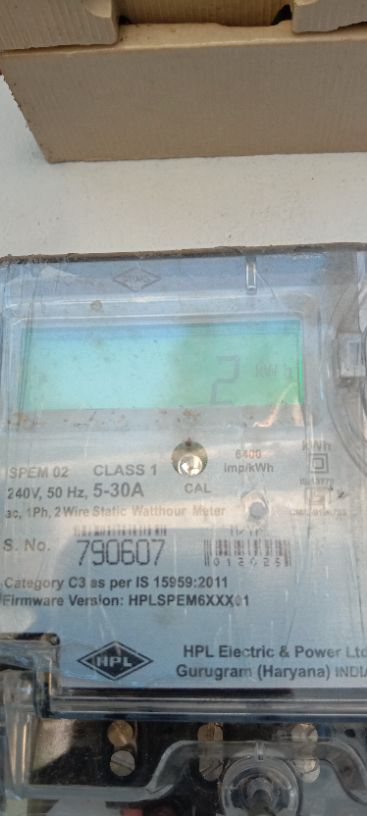 2 kWh
SPEM 02 CLASS 1
CAL
6400
imp/kWh
kWh
240V, 50 Hz, 5-30A
ac, 1Ph, 2 Wire Static Watthour Meter
S. No. 790607
012025
Category C3 as per IS 15959:2011
Firmware Version: HPLSPEM6XXX01
HPL
HPL Electric & Power Ltd
Gurugram (Haryana) INDIA